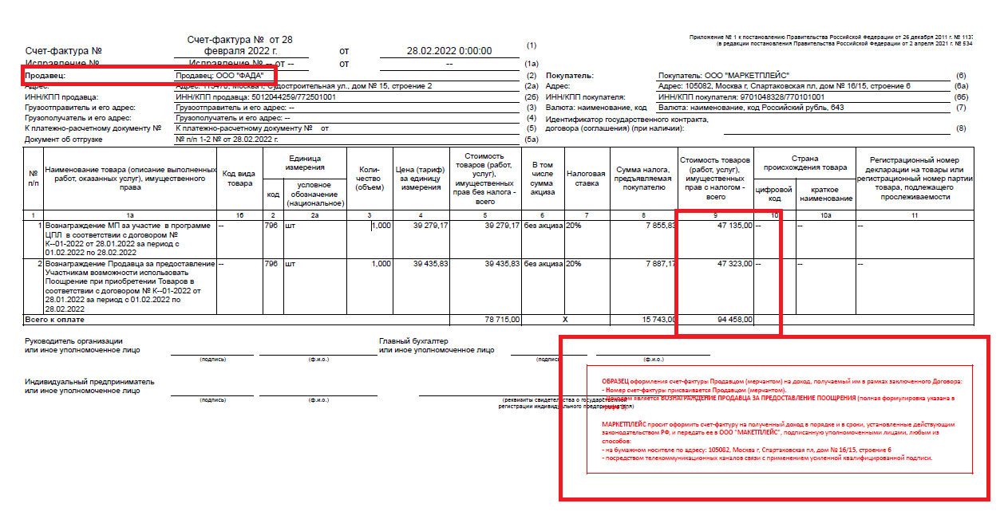 Приложение № 1 к постановлению Правительства Российской Федерации от 26 декабря 2011 г. № 1137
(в редакции постановления Правительства Российской Федерации от 2 апреля 2021 г. № 534
Счет-фактура № Счет-фактура № от 28 февраля 2022 г. от 28.02.2022 0:00:00 (1)
Исправление № Исправление № -- от -- от -- (1а)
Продавец: Продавец: ООО "ФАДА" (2) Покупатель: Покупатель: ООО "МАРКЕТПЛЕЙС" (6)
Адрес: Адрес: Москва г, Судостроительная ул., дом № 15, строение 2 (2а) Адрес: Адрес: 105082, Москва г, Спартаковская пл, дом № 16/15, строение 6 (6а)
ИНН/КПП продавца: ИНН/КПП продавца: 5012044259/772501001 (2б) ИНН/КПП покупателя: ИНН/КПП покупателя: 9701048328/770101001 (6б)
Грузоотправитель и его адрес: Грузоотправитель и его адрес: -- (3) Валюта: наименование, код Валюта: наименование, код Российский рубль, 643 (7)
Грузополучатель и его адрес: Грузополучатель и его адрес: -- (4) Идентификатор государственного контракта,
К платежно-расчетному документу № К платежно-расчетному документу № от (5) договора (соглашения) (при наличии): (8)
Документ об отгрузке № п/п 1-2 № от 28.02.2022 г. (5а)
№ п/п
Наименование товара (описание выполненных работ, оказанных услуг), имущественного права
Код вида товара
Единица измерения
код
условное обозначение (национальное)
Коли-чество (объем)
Цена (тариф) за единицу измерения
Стоимость товаров (работ, услуг), имущественных прав без налога - всего
В том числе сумма акциза
Налоговая ставка
Сумма налога, предъявляемая покупателю
Стоимость товаров (работ, услуг), имущественных прав с налогом - всего
Страна происхождения товара
цифровой код
краткое наименование
Регистрационный номер декларации на товары или регистрационный номер партии товара, подлежащего прослеживаемости
1 1а 1б 2 2а 3 4 5 6 7 8 9 10 10а 11
1 Вознаграждение МП за участие в программе -- 796 шт 1,000 39 279,17 39 279,17 без акциза 20% 7 855,83 47 135,00 -- -- --
ЦПЛ в соответствии с договором №
К--01-2022 от 28.01.2022 за период с
01.02.2022 по 28.02.2022
2 Вознаграждение Продавца за предоставление -- 796 шт 1,000 39 435,83 39 435,83 без акциза 20% 7 887,17 47 323,00 -- -- --
Участникам возможности использовать
Поощрение при приобретении Товаров в
соответствии с договором № К--01-2022 от
28.01.2022 за период с 01.02.2022 по
28.02.2022
Всего к оплате 78 715,00 X 15 743,00 94 458,00
Руководитель организации Главный бухгалтер
или иное уполномоченное лицо или иное уполномоченное лицо
(подпись) (ф.и.о.) (подпись) (ф.и.о.)
Индивидуальный предприниматель
или иное уполномоченное лицо
(подпись) (ф.и.о.) (реквизиты свидетельства о государственной
регистрации индивидуального предпринимателя)
ОБРАЗЕЦ оформления счет-фактуры Продавцом (мерчантом) на доход, получаемый им в рамках заключенного Договора:
- Номер счет-фактуры присваивается Продавцом (мерчантом).
является ВОЗНАГРАЖДЕНИЕ ПРОДАВЦА ЗА ПРЕДОСТАВЛЕНИЕ ПООЩРЕНИЯ (полная формулировка указана в
МАРКЕТПЛЕЙС просит оформить счет-фактуру на полученный доход в порядке и в сроки, установленные действующим
законодательством РФ, и передать ее в ООО "МАКЕТПЛЕЙС", подписанную уполномоченными лицами, любым из
способов:
- на бумажном носителе по адресу: 105082, Москва г, Спартаковская пл, дом № 16/15, строение 6
- посредством телекоммуникационных каналов связи с применением усиленной квалифицированной подписи.